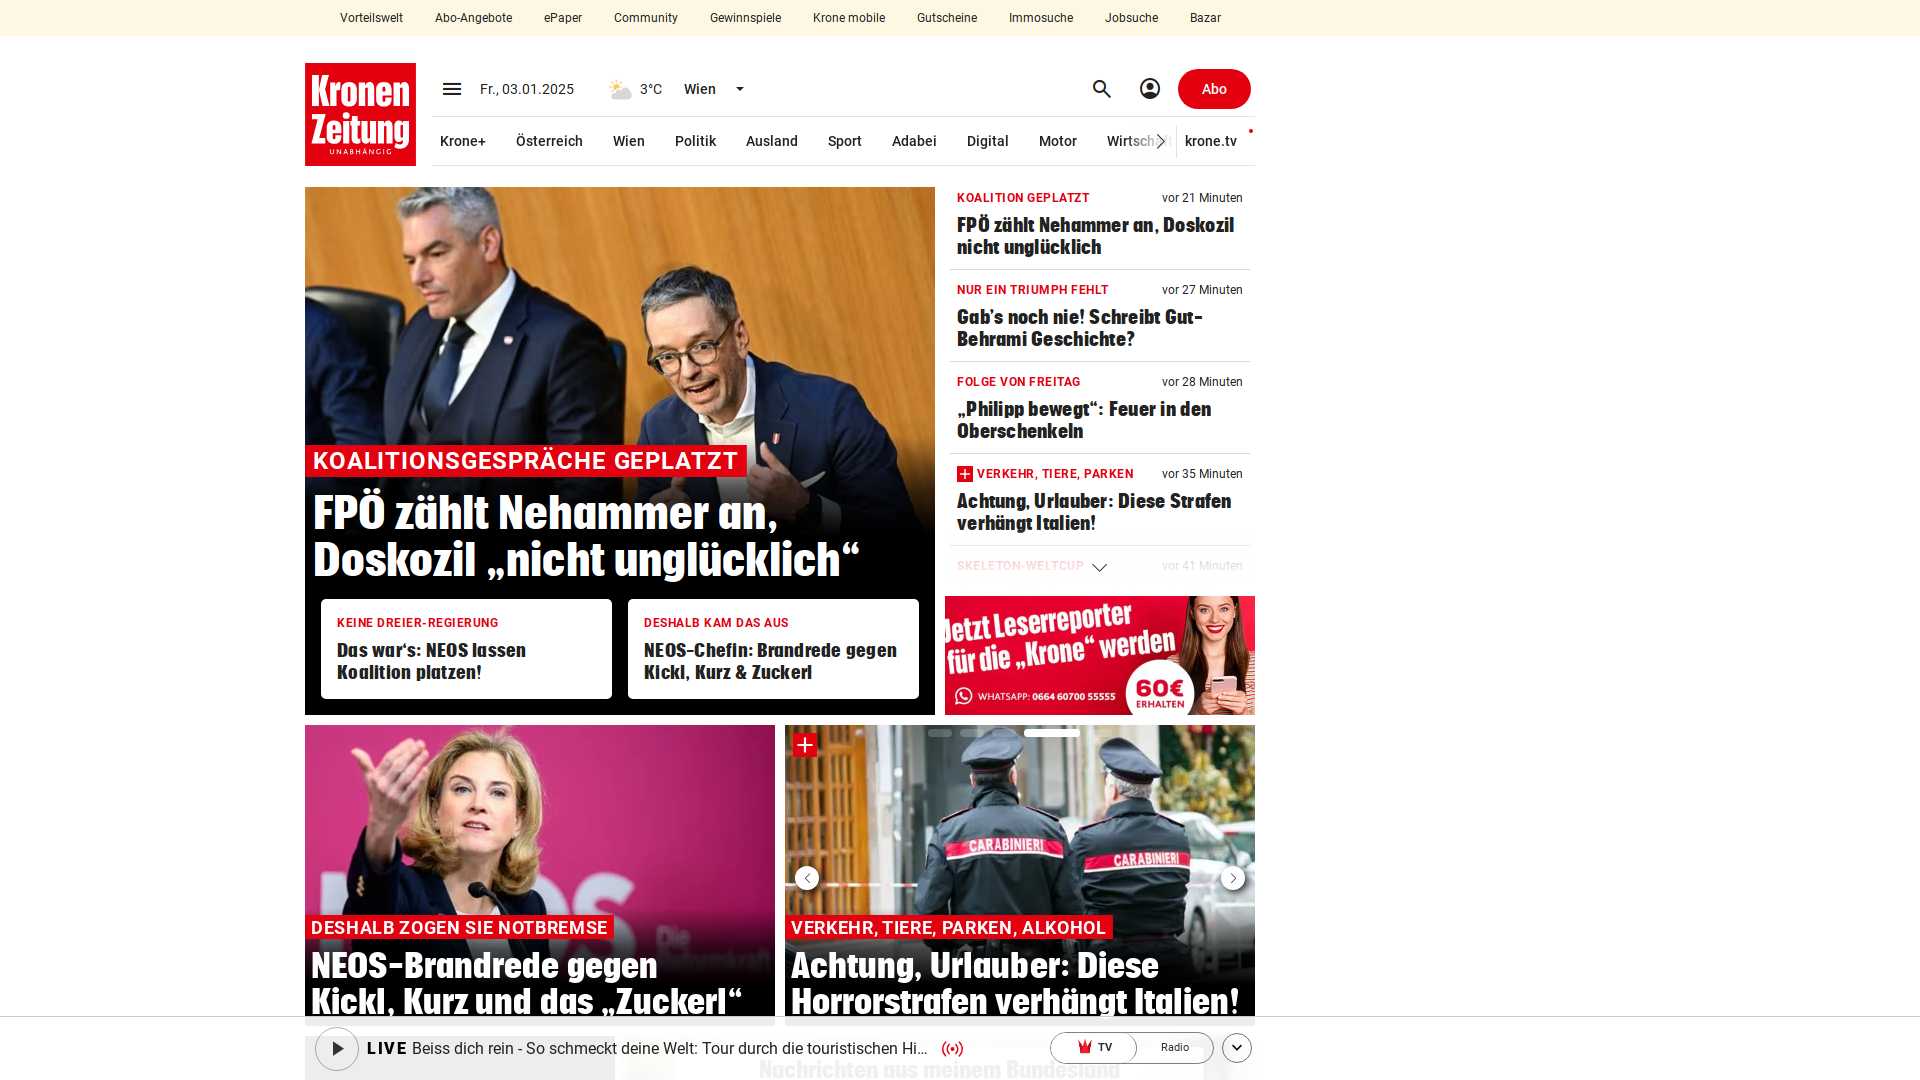 Vorteilswelt Abo-Angebote ePaper Community Gewinnspiele Krone mobile Gutscheine Immosuche Jobsuche Bazar
Kronen
Zeitung
UNABHÄNGIG
Fr., 03.01.2025 3°C Wien Abo
Krone+ Österreich Wien Politik Ausland Sport Adabei Digital Motor Wirtschaft krone.tv
KOALITIONSGESPRÄCHE GEPLATZT
FPÖ zählt Nehammer an,
Doskozil „nicht unglücklich“
KEINE DREIER-REGIERUNG
Das war‘s: NEOS lassen
Koalition platzen!
DESHALB KAM DAS AUS
NEOS-Chefin: Brandrede gegen
Kickl, Kurz & Zuckerl
KOALITION GEPLATZT vor 21 Minuten
FPÖ zählt Nehammer an, Doskozil
nicht unglücklich
NUR EIN TRIUMPH FEHLT vor 27 Minuten
Gab’s noch nie! Schreibt Gut-
Behrami Geschichte?
FOLGE VON FREITAG vor 28 Minuten
„Philipp bewegt“: Feuer in den
Oberschenkeln
VERKEHR, TIERE, PARKEN vor 35 Minuten
Achtung, Urlauber: Diese Strafen
verhängt Italien!
SKELETON-WELTCUP vor 41 Minuten
Jetzt Leserreporter
für die „Krone“ werden
WHATSAPP: 0664 60700 55555
60€
ERHALTEN
NEOS
Die
DESHALB ZOGEN SIE NOTBREMSE
NEOS-Brandrede gegen
Kickl, Kurz und das „Zuckerl“
CARABINIERI
CARABINIERI
VERKEHR, TIERE, PARKEN, ALKOHOL
Achtung, Urlauber: Diese
Horrorstrafen verhängt Italien!
LIVE Beiss dich rein - So schmeckt deine Welt: Tour durch die touristischen Hi... TV Radio
Nachrichten aus meinem Bundesland